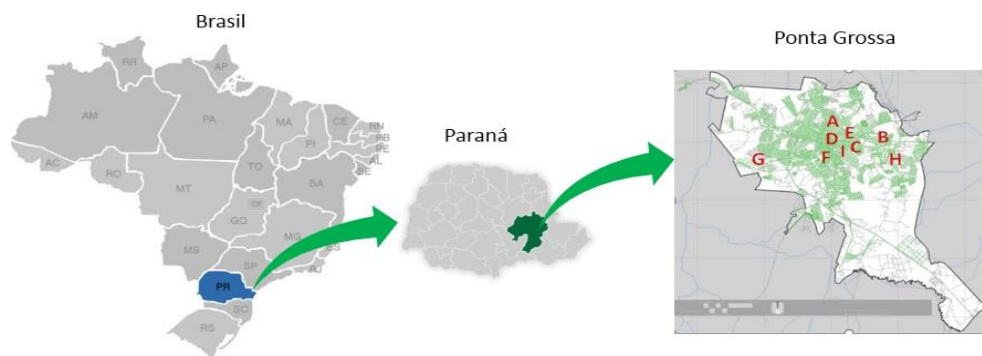 Brasil
RR
AP
AM
PA
MA
CE
RN
PB
PE
AL
SE
PI
AC
RO
TO
MT
BA
DF
GO
MG
ES
MS
SP
RJ
PR
SC
RS
Paraná
Ponta Grossa
A
E
B
D
C
I
F
G
H